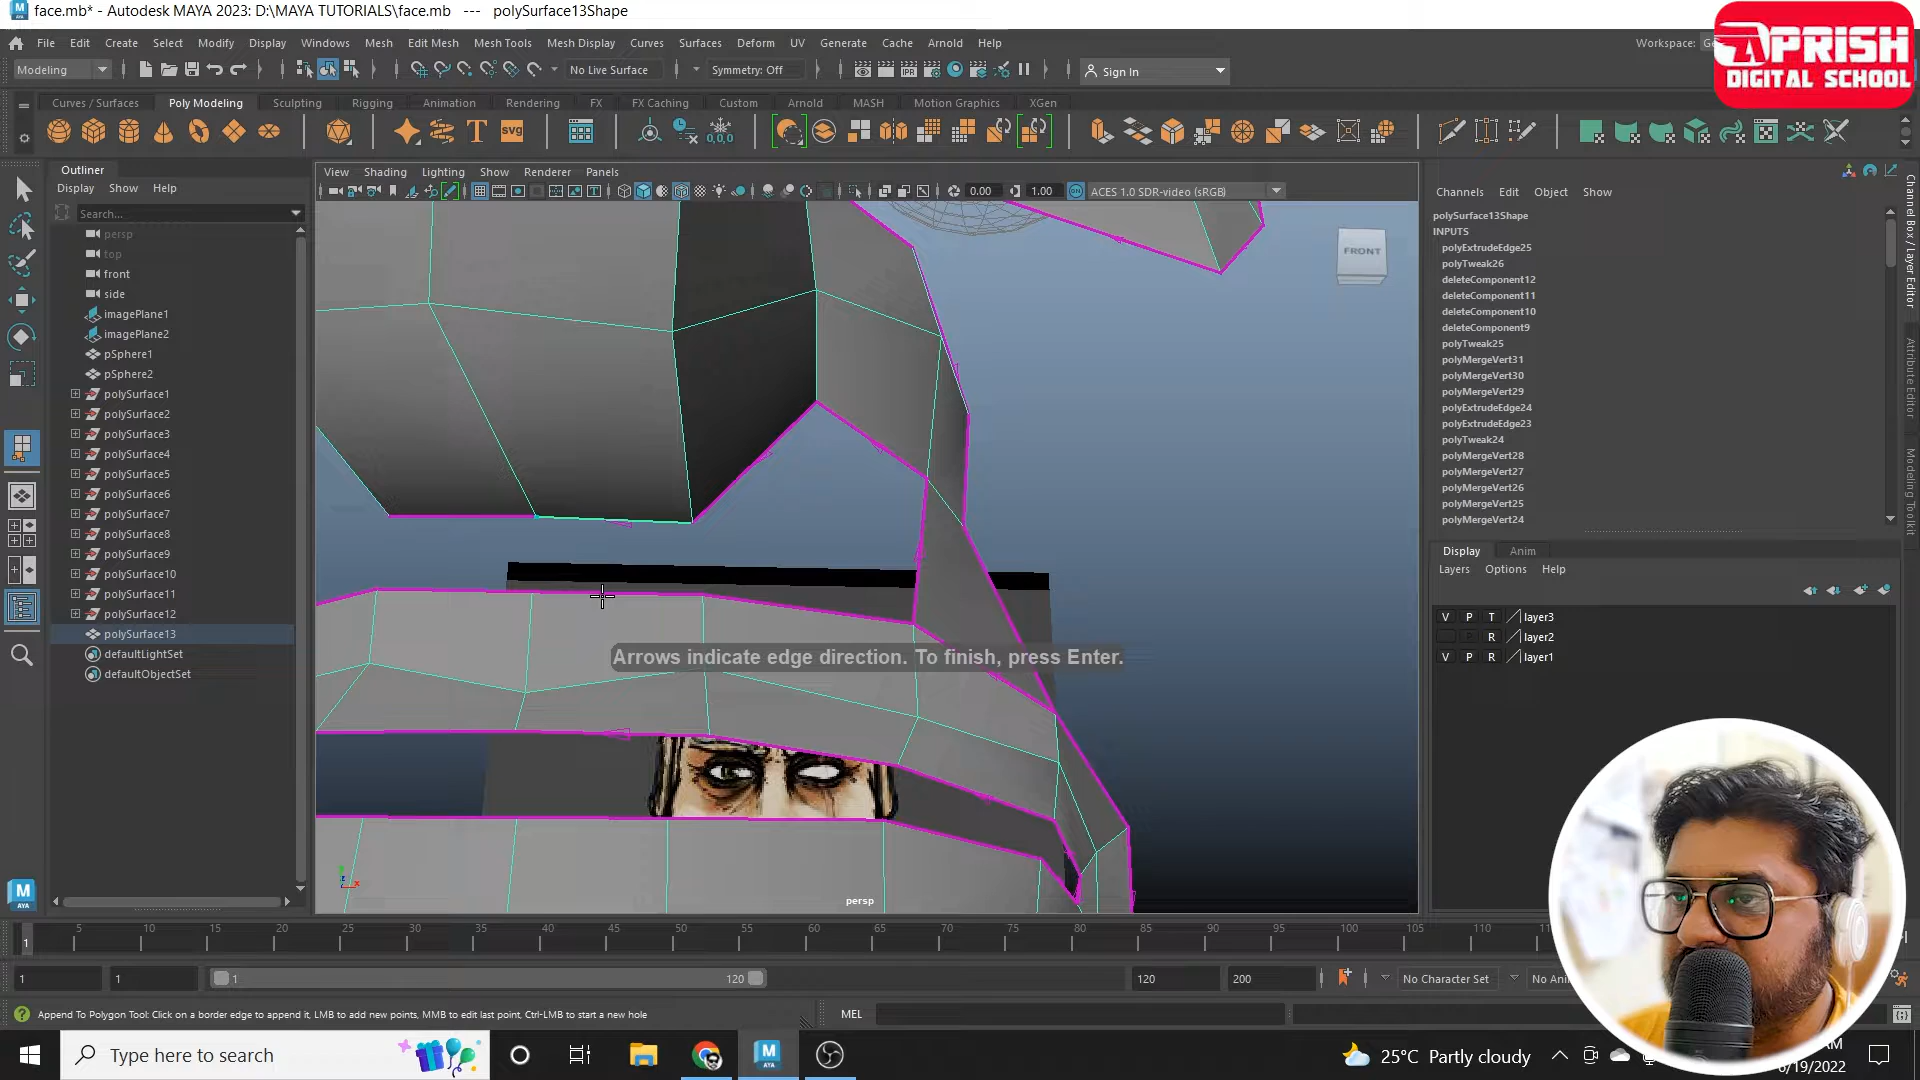 face.mb* - Autodesk MAYA 2023: D:\MAYA TUTORIALS\face.mb --- polySurface13Shape
APRISH
DIGITAL SCHOOL
File Edit Create Select Modify Display Windows Mesh Edit Mesh Mesh Tools Mesh Display Curves Surfaces Deform UV Generate Cache Arnold Help
Workspace:
Modeling
No Live Surface
Symmetry: Off
Sign In
Curves / Surfaces Poly Modeling Sculpting Rigging Animation Rendering FX FX Caching Custom Arnold MASH Motion Graphics XGen
svg
0,0,0
IPR
Outliner
Display Show Help
Search...
persp
top
front
side
imagePlane1
imagePlane2
pSphere1
pSphere2
polySurface1
polySurface2
polySurface3
polySurface4
polySurface5
polySurface6
polySurface7
polySurface8
polySurface9
polySurface10
polySurface11
polySurface12
polySurface13
defaultLightSet
defaultObjectSet
View Shading Lighting Show Renderer Panels
0.00 1.00 ACES 1.0 SDR-video (sRGB)
FRONT
Arrows indicate edge direction. To finish, press Enter.
persp
Channels Edit Object Show
polySurface13Shape
INPUTS
polyExtrudeEdge25
polyTweak26
deleteComponent12
deleteComponent11
deleteComponent10
deleteComponent9
polyTweak25
polyMergeVert31
polyMergeVert30
polyMergeVert29
polyExtrudeEdge24
polyExtrudeEdge23
polyTweak24
polyMergeVert28
polyMergeVert27
polyMergeVert26
polyMergeVert25
polyMergeVert24
Channel Box / Layer Editor
Attribute Editor
Modeling Toolkit
Display Anim
Layers Options Help
V P T layer3
P R layer2
V P R layer1
5 10 15 20 25 30 35 40 45 50 55 60 65 70 75 80 85 90 95 100 105 110
1
1 1 1 120 120 200 No Character Set
Append To Polygon Tool: Click on a border edge to append it, LMB to add new points, MMB to edit last point, Ctrl-LMB to start a new hole
MEL
M
AYA
Type here to search
25°C Partly cloudy